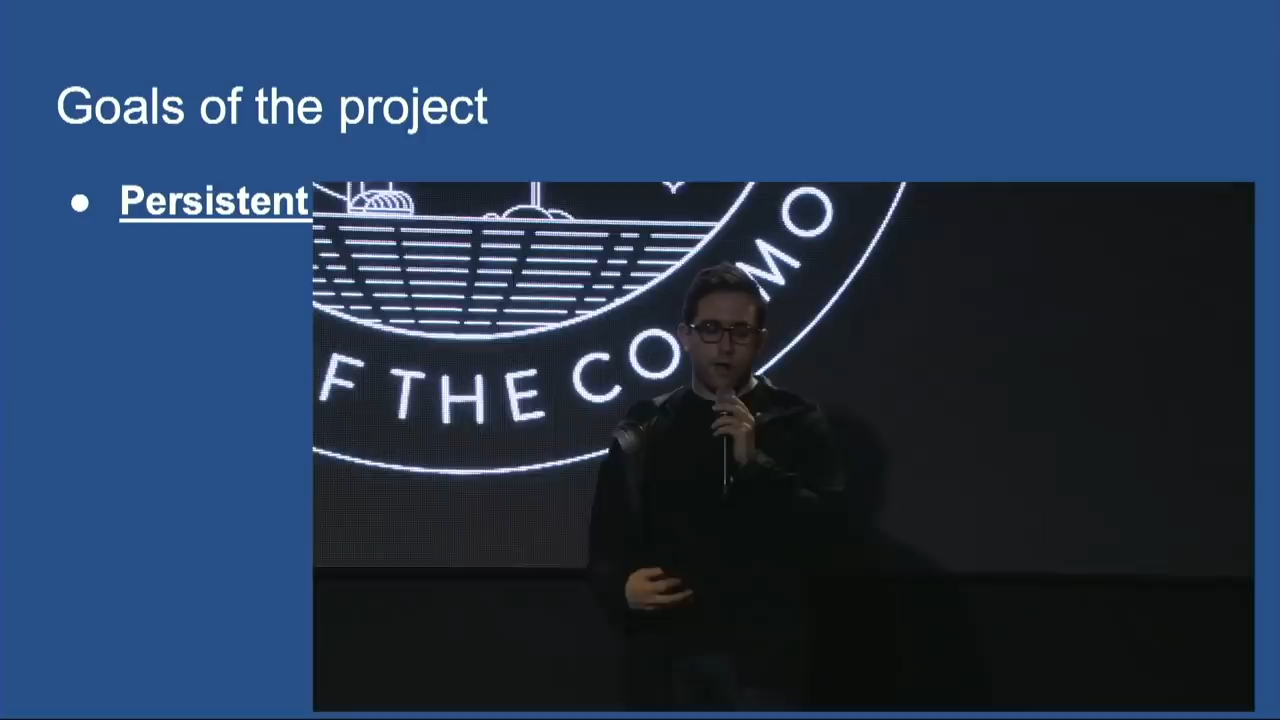 Goals of the project
● Persistent
F THE CO MO